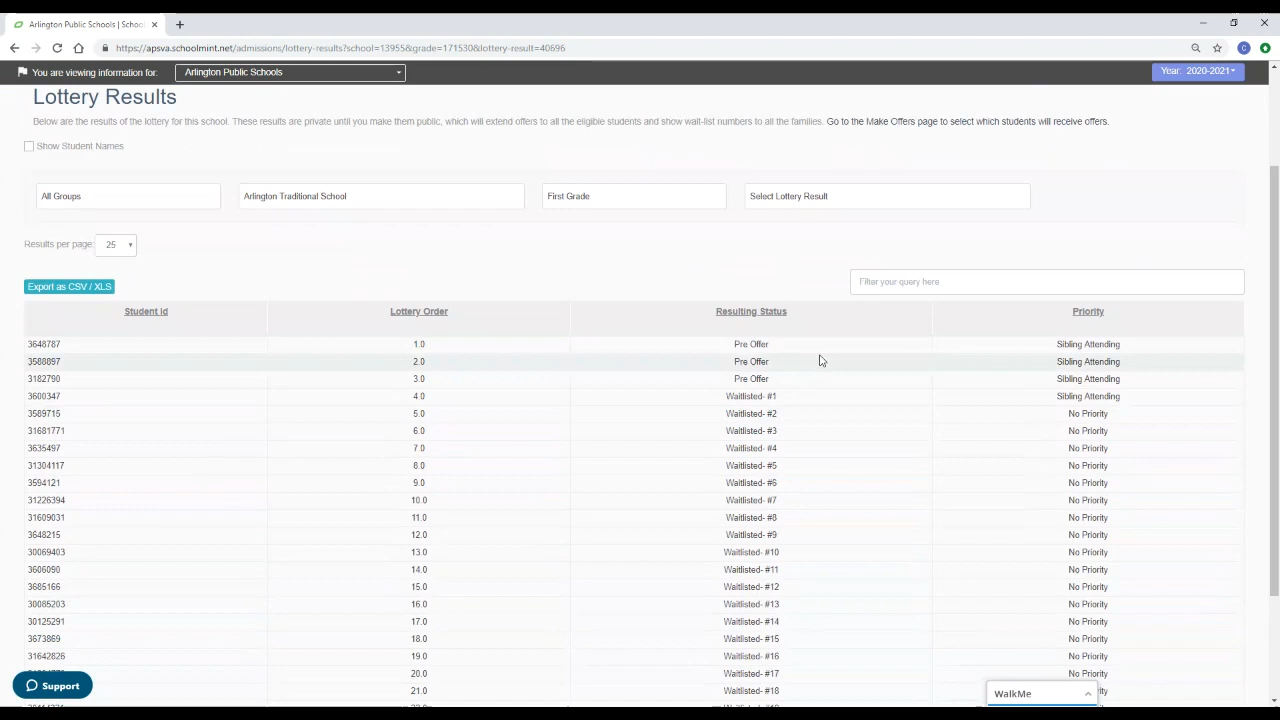 Arlington Public Schools | School
https://apsva.schoolmint.net/admissions/lottery-results?school=13955&grade=171530&lottery-result=40696
C
You are viewing information for: Arlington Public Schools Year: 2020-2021
Lottery Results
Below are the results of the lottery for this school. These results are private until you make them public, which will extend offers to all the eligible students and show wait-list numbers to all the families. Go to the Make Offers page to select which students will receive offers.
Show Student Names
All Groups Arlington Traditional School First Grade Select Lottery Result
Results per page: 25
Export as CSV / XLS Filter your query here
Student Id Lottery Order Resulting Status Priority
3648787 1.0 Pre Offer Sibling Attending
3588897 2.0 Pre Offer Sibling Attending
3182790 3.0 Pre Offer Sibling Attending
3600347 4.0 Waitlisted- #1 Sibling Attending
3589715 5.0 Waitlisted- #2 No Priority
31681771 6.0 Waitlisted- #3 No Priority
3635497 7.0 Waitlisted- #4 No Priority
31304117 8.0 Waitlisted- #5 No Priority
3594121 9.0 Waitlisted- #6 No Priority
31226394 10.0 Waitlisted- #7 No Priority
31609031 11.0 Waitlisted- #8 No Priority
3648215 12.0 Waitlisted- #9 No Priority
30069403 13.0 Waitlisted- #10 No Priority
3606090 14.0 Waitlisted- #11 No Priority
3685166 15.0 Waitlisted- #12 No Priority
30085203 16.0 Waitlisted- #13 No Priority
30125291 17.0 Waitlisted- #14 No Priority
3673869 18.0 Waitlisted- #15 No Priority
31642826 19.0 Waitlisted- #16 No Priority
20.0 Waitlisted- #17 No Priority
21.0 Waitlisted- #18 No Priority
Support
WalkMe